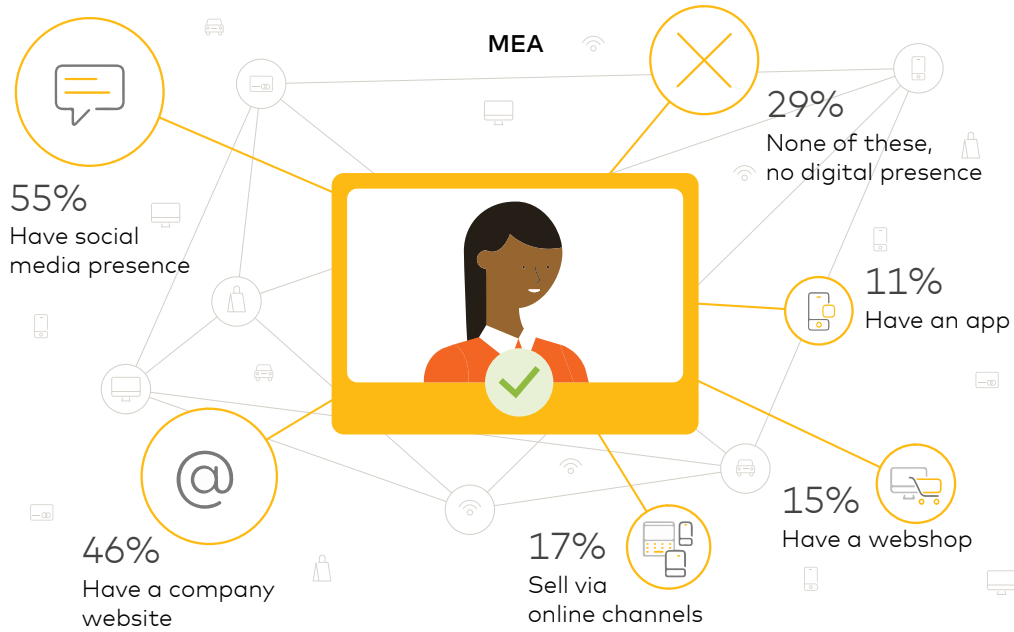 MEA
55%
Have social
media presence
29%
None of these,
no digital presence
11%
Have an app
46%
Have a company
website
17%
Sell via
online channels
15%
Have a webshop
@